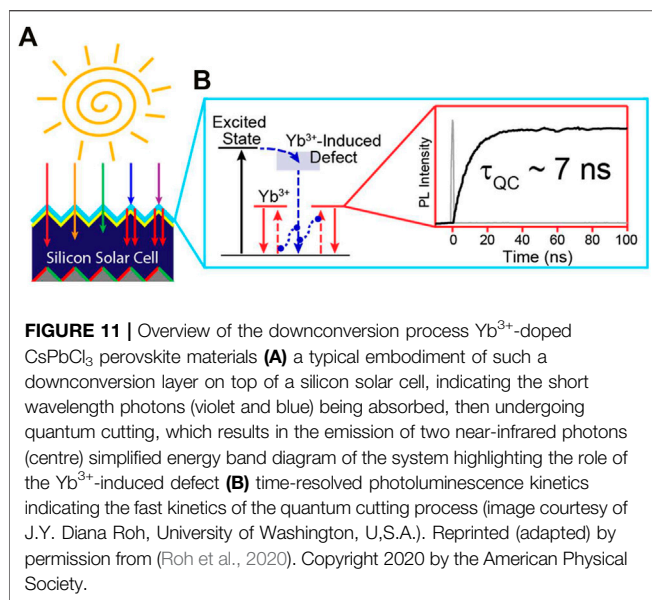 A
B
Silicon Solar Cell
Excited
State
Yb³⁺-Induced
Defect
Yb³⁺
PL Intensity
τQC ~ 7 ns
0 20 40 60 80 100
Time (ns)
FIGURE 11 | Overview of the downconversion process Yb³⁺-doped
CsPbCl₃ perovskite materials (A) a typical embodiment of such a
downconversion layer on top of a silicon solar cell, indicating the short
wavelength photons (violet and blue) being absorbed, then undergoing
quantum cutting, which results in the emission of two near-infrared photons
(centre) simplified energy band diagram of the system highlighting the role of
the Yb³⁺-induced defect (B) time-resolved photoluminescence kinetics
indicating the fast kinetics of the quantum cutting process (image courtesy of
J.Y. Diana Roh, University of Washington, U,S.A.). Reprinted (adapted) by
permission from (Roh et al., 2020). Copyright 2020 by the American Physical
Society.